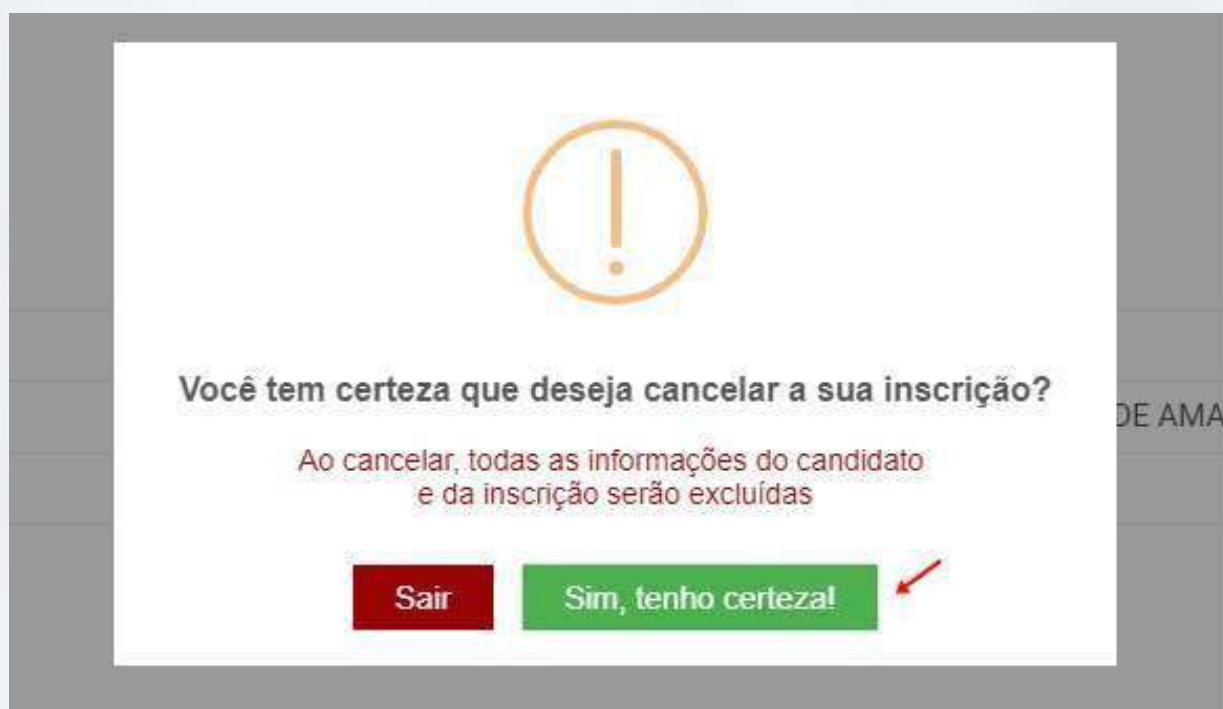 Você tem certeza que deseja cancelar a sua inscrição?
DE AMA
Ao cancelar, todas as informações do candidato
e da inscrição serão excluídas
Sair
Sim, tenho certeza!